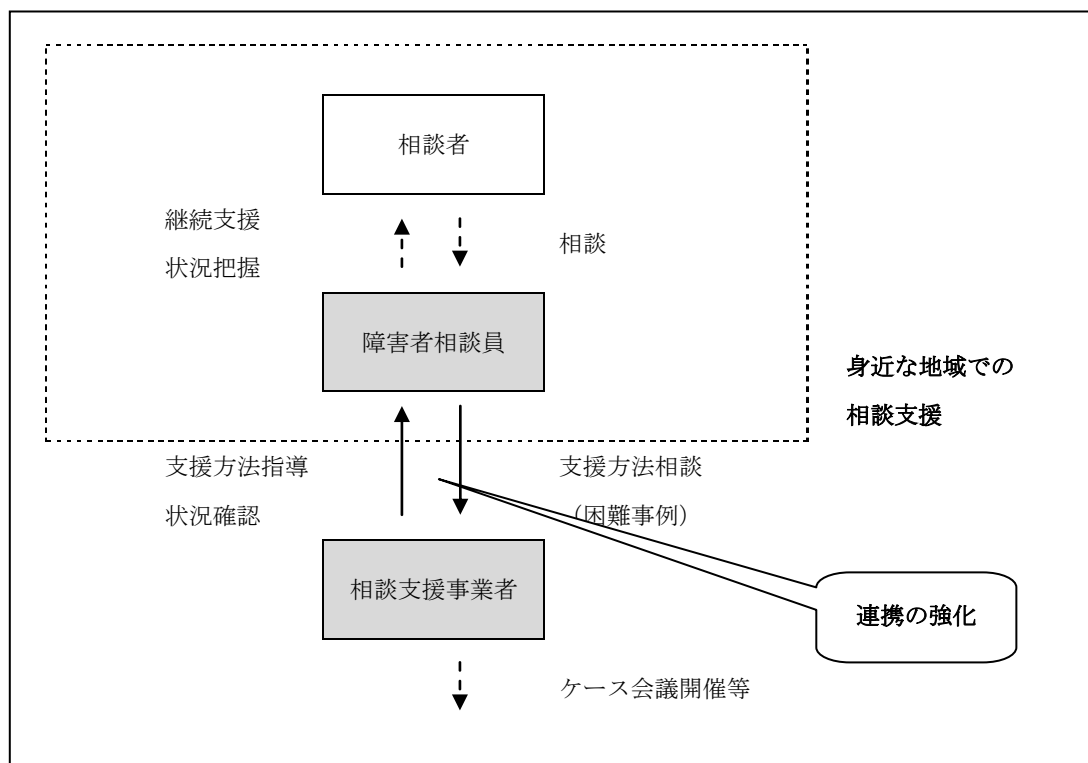 相談者
継続支援
状況把握
相談
障害者相談員
身近な地域での
相談支援
支援方法指導
状況確認
支援方法相談
（困難事例）
相談支援事業者
連携の強化
ケース会議開催等